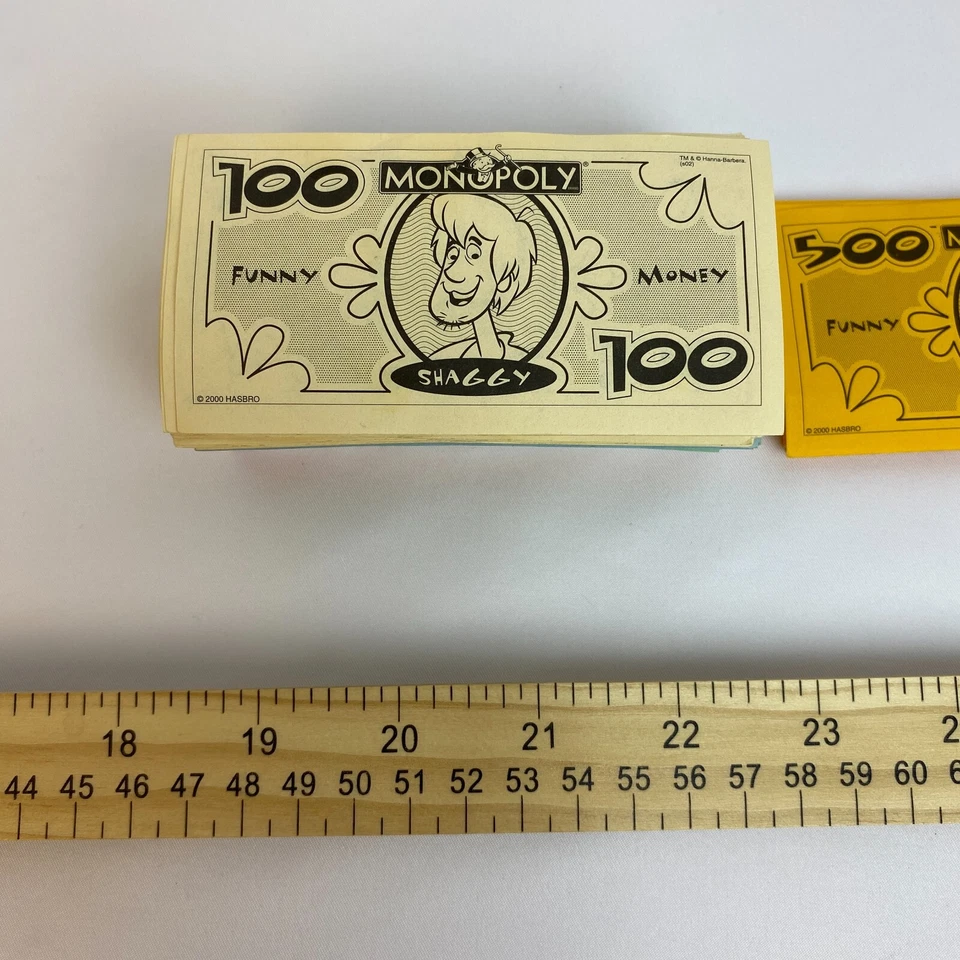 100
MONOPOLY®
TM & © Hanna-Barbera.
(s02)
FUNNY
MONEY
100
SHAGGY
© 2000 HASBRO
500
FUNNY
© 2000 HASBRO
18 19 20 21 22 23
44 45 46 47 48 49 50 51 52 53 54 55 56 57 58 59 60